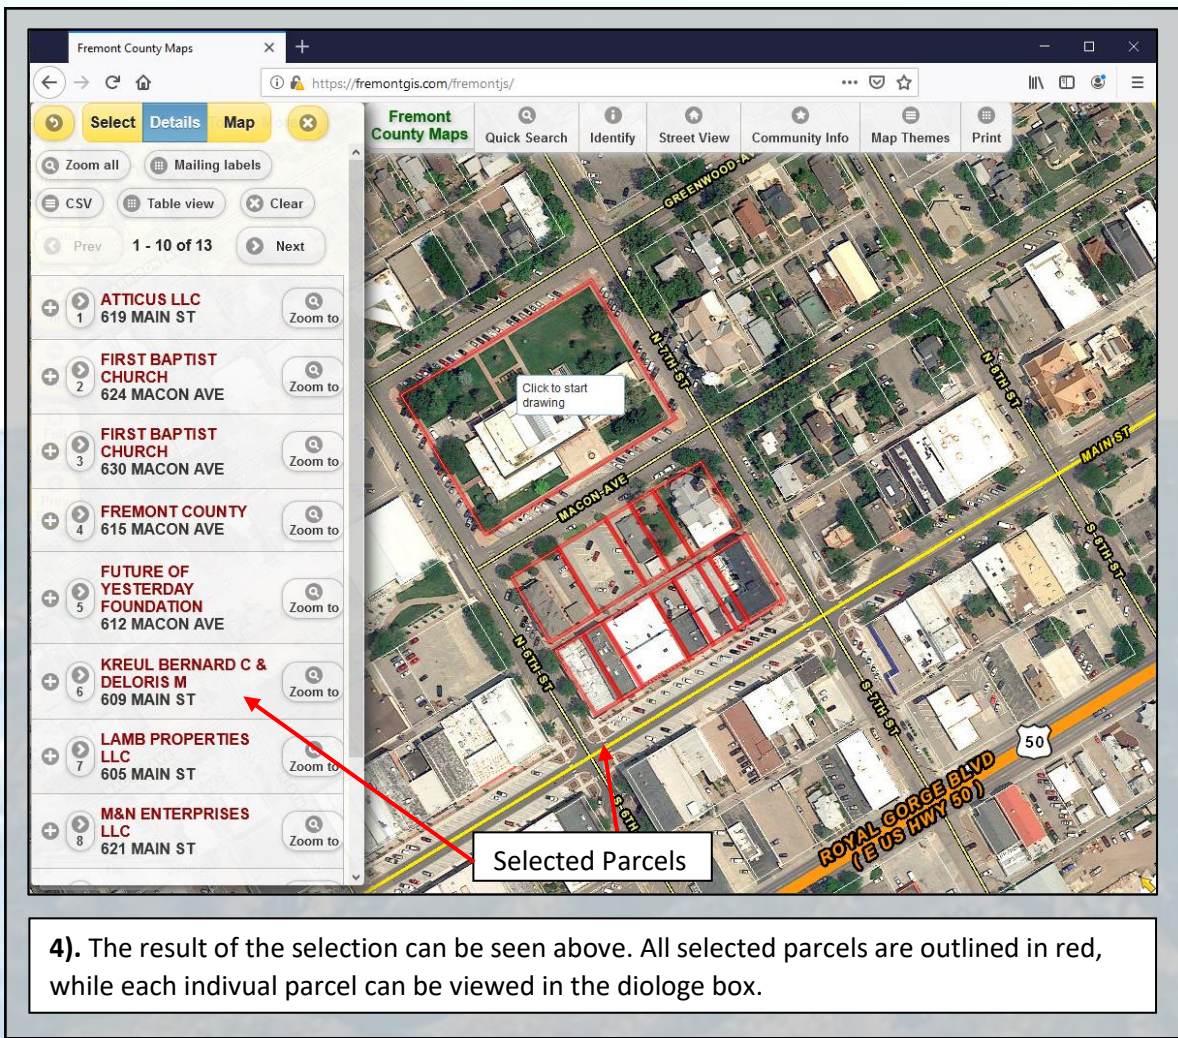 Fremont County Maps
https://fremontgis.com/fremontjs/
Select Details Map
Zoom all Mailing labels
CSV Table view Clear
Prev 1 - 10 of 13 Next
1 ATTICUS LLC
619 MAIN ST
Zoom to
2 FIRST BAPTIST
CHURCH
624 MACON AVE
Zoom to
3 FIRST BAPTIST
CHURCH
630 MACON AVE
Zoom to
4 FREMONT COUNTY
615 MACON AVE
Zoom to
5 FUTURE OF
YESTERDAY
FOUNDATION
612 MACON AVE
Zoom to
6 KREUL BERNARD C &
DELORIS M
609 MAIN ST
Zoom to
7 LAMB PROPERTIES
LLC
605 MAIN ST
Zoom to
8 M&N ENTERPRISES
LLC
621 MAIN ST
Zoom to
Fremont
County Maps
Quick Search
Identify
Street View
Community Info
Map Themes
Print
GREENWOOD-A
N-7TH-ST
N-8TH-ST
Click to start
drawing
MAIN ST
MACON-AVE
S-8TH-ST
N-6TH-ST
S-7TH-ST
50
S-6TH
ROYAL GORGE BLVD
( E US HWY 50 )
Selected Parcels
4). The result of the selection can be seen above. All selected parcels are outlined in red,
while each indivual parcel can be viewed in the diologe box.